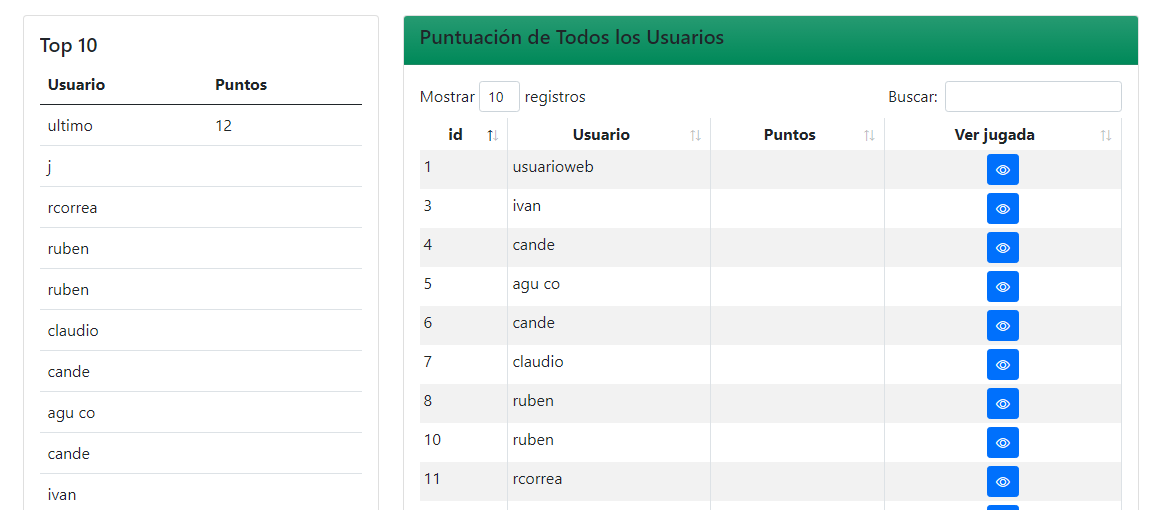 Top 10
Usuario Puntos
ultimo 12
j
rcorrea
ruben
ruben
claudio
cande
agu co
cande
ivan
Puntuación de Todos los Usuarios
Mostrar 10 registros Buscar:
id Usuario Puntos Ver jugada
1 usuarioweb
3 ivan
4 cande
5 agu co
6 cande
7 claudio
8 ruben
10 ruben
11 rcorrea